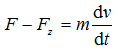 F − F_z = m dv/dt